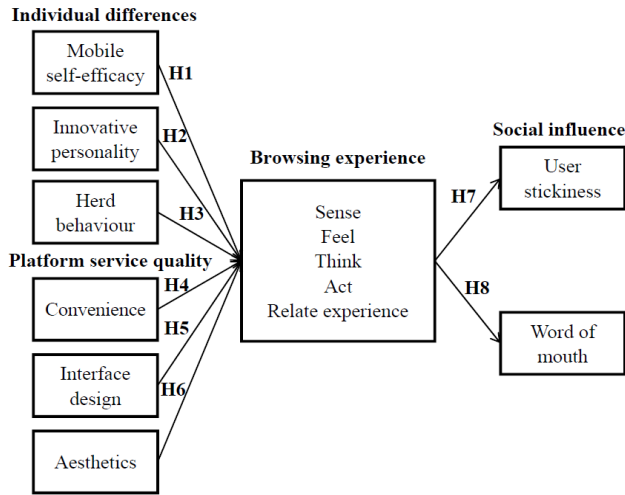 Individual differences
Mobile
self-efficacy
H1
Innovative
personality
H2
Herd
behaviour
H3
Platform service quality
Convenience
H4
H5
Interface
design
H6
Aesthetics
Browsing experience
Sense
Feel
Think
Act
Relate experience
Social influence
H7
User
stickiness
H8
Word of
mouth